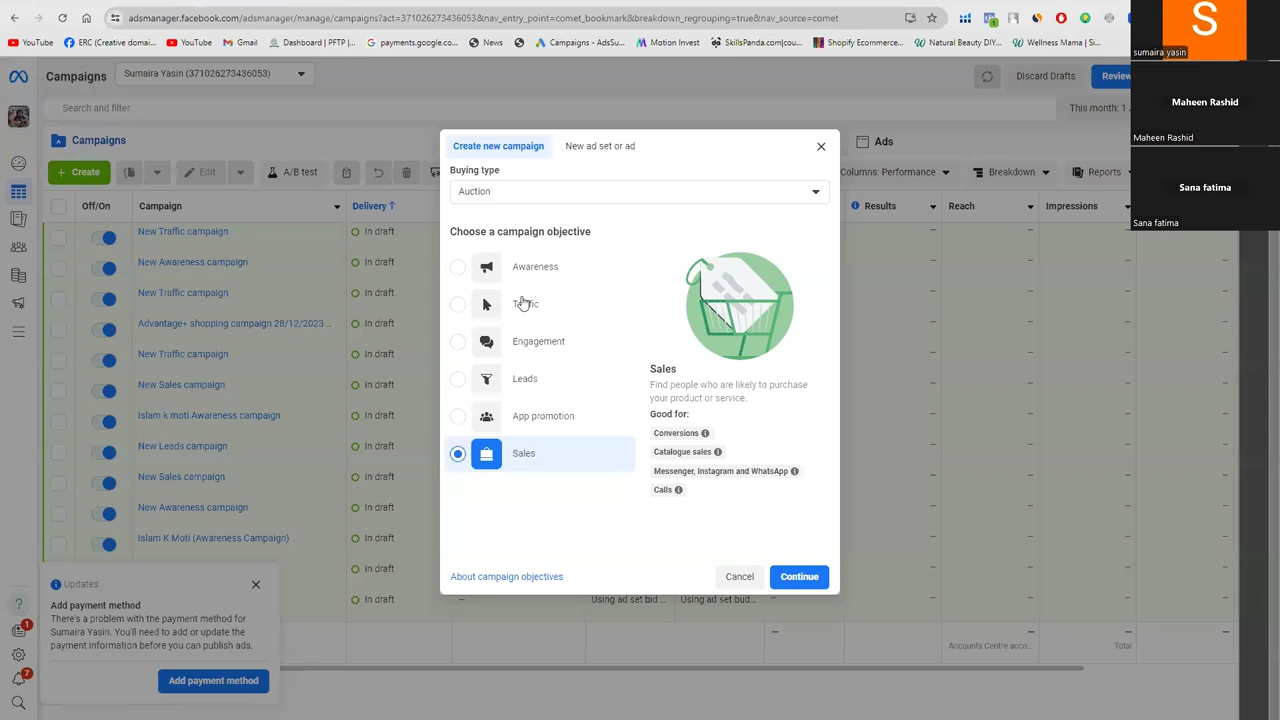 adsmanager.facebook.com/adsmanager/manage/campaigns?act=371026273436053&nav_entry_point=comet_bookmark&breakdown_regrouping=true&nav_source=comet
YouTube
ERC (Creative domai...
YouTube
Gmail
Dashboard | PFTP |...
payments.google.co...
News
Campaigns - AdsSu...
Motion Invest
SkillsPanda.com|cou...
Shopify Ecommerce...
Natural Beauty DIY...
Wellness Mama | Si...
S
sumaira yasin
Maheen Rashid
Maheen Rashid
Sana fatima
Sana fatima
Campaigns
Sumaira Yasin (371026273436053)
Discard Drafts
Review
Search and filter
This month: 1
Campaigns
Ads
+ Create
Edit
A/B test
Columns: Performance
Breakdown
Reports
Off/On
Campaign
Delivery ↑
Results
Reach
Impressions
New Traffic campaign
In draft
New Awareness campaign
In draft
New Traffic campaign
In draft
Advantage+ shopping campaign 28/12/2023 ...
In draft
New Traffic campaign
In draft
New Sales campaign
In draft
Islam k moti Awareness campaign
In draft
New Leads campaign
In draft
New Sales campaign
In draft
New Awareness campaign
In draft
Islam K Moti (Awareness Campaign)
In draft
In draft
In draft
Using ad set bid ...
Using ad set bud...
Accounts Centre acco...
Total
Create new campaign
New ad set or ad
Buying type
Auction
Choose a campaign objective
Awareness
Traffic
Engagement
Leads
App promotion
Sales
Sales
Find people who are likely to purchase
your product or service.
Good for:
Conversions
Catalogue sales
Messenger, Instagram and WhatsApp
Calls
About campaign objectives
Cancel
Continue
Updates
Add payment method
There's a problem with the payment method for
Sumaira Yasin. You'll need to add or update the
payment information before you can publish ads.
Add payment method
1
7